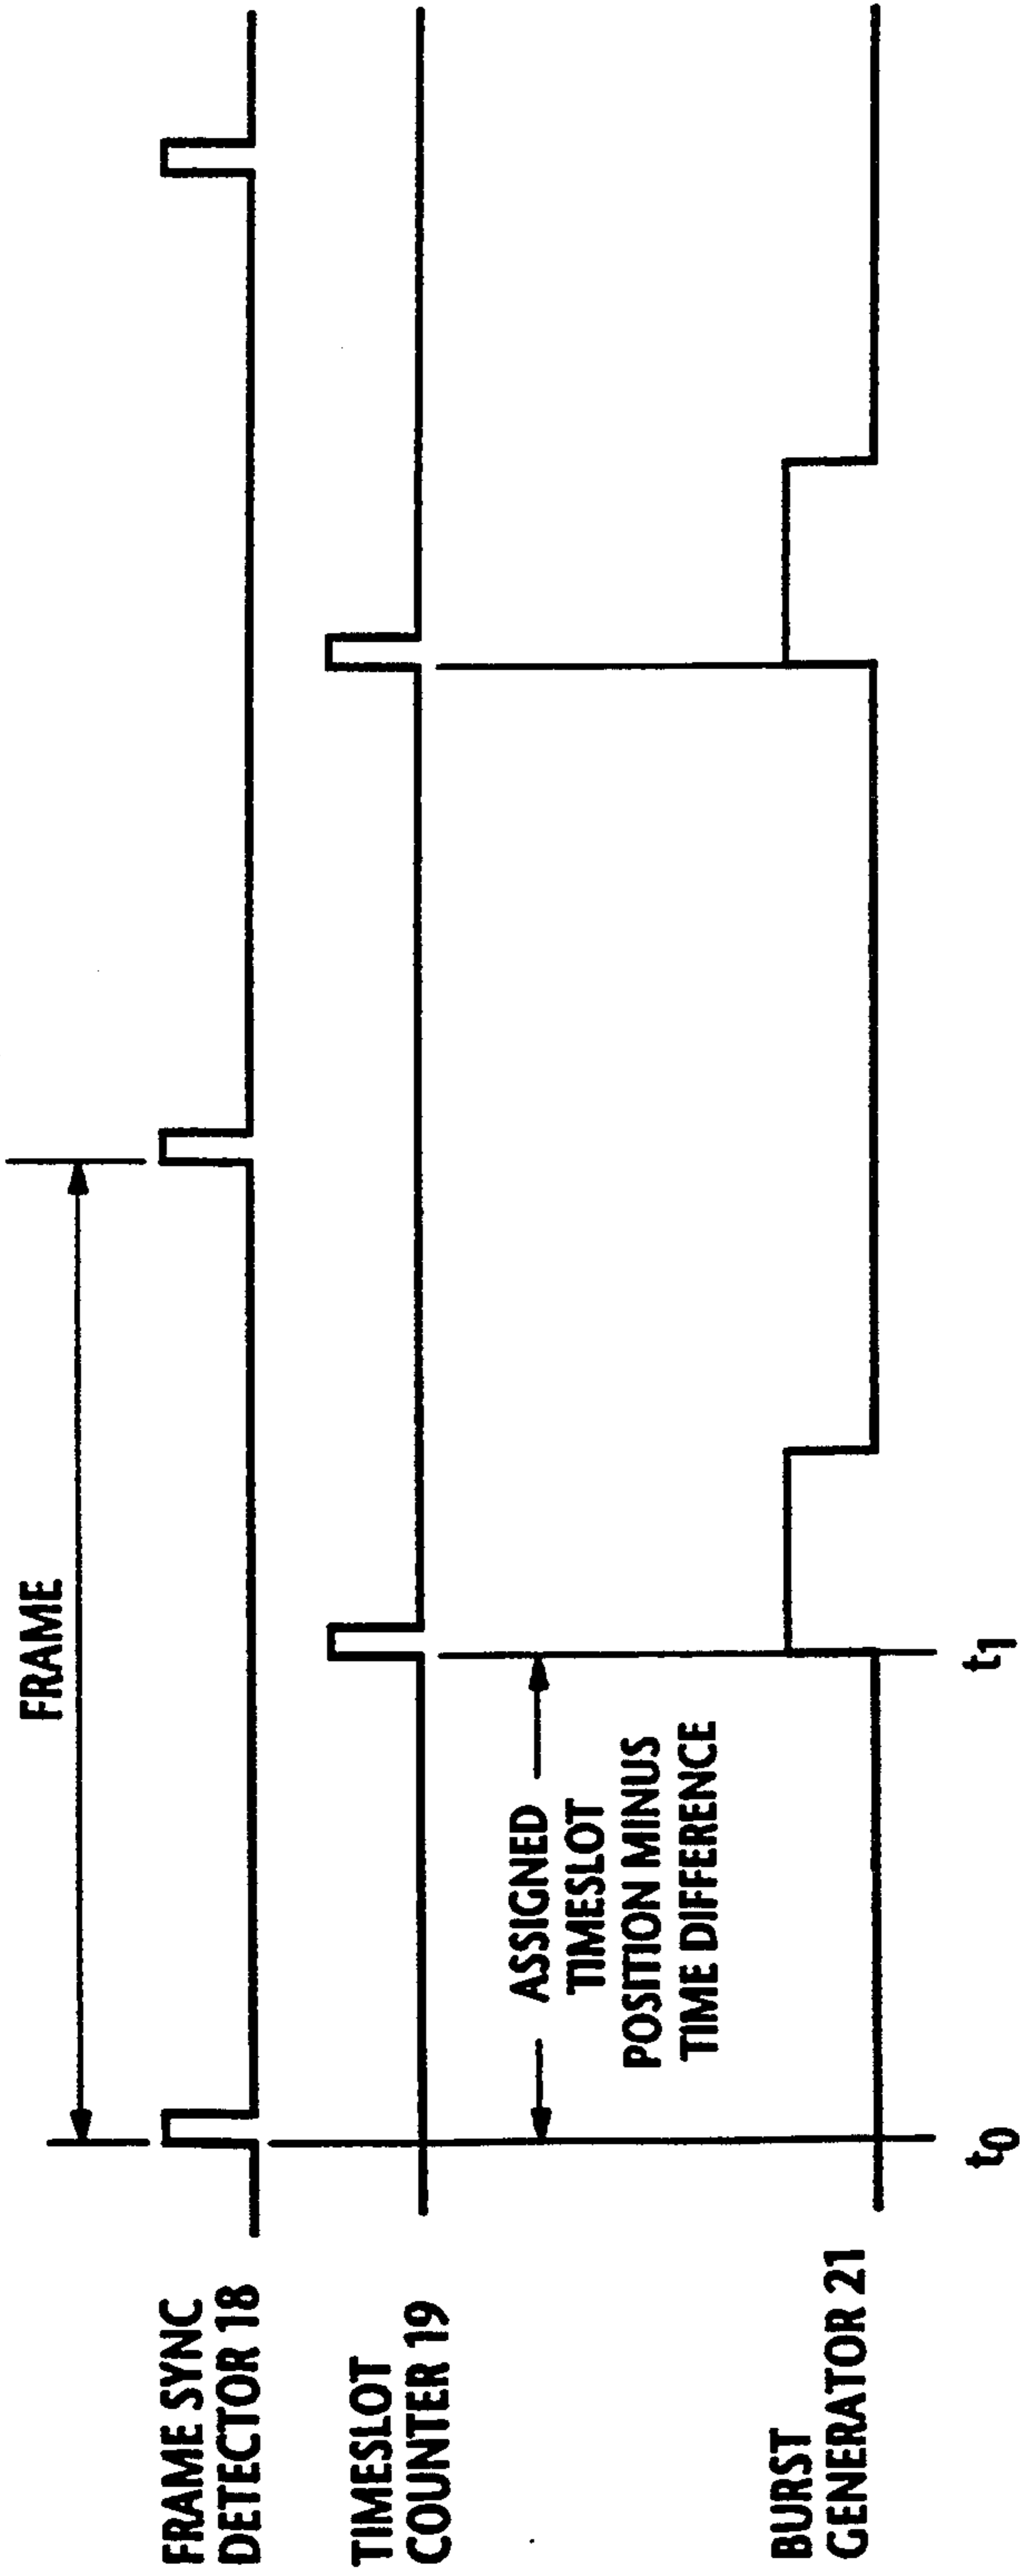 FRAME
FRAME SYNC
DETECTOR 18
TIMESLOT
COUNTER 19
ASSIGNED
TIMESLOT
POSITION MINUS
TIME DIFFERENCE
BURST
GENERATOR 21
t0
t1